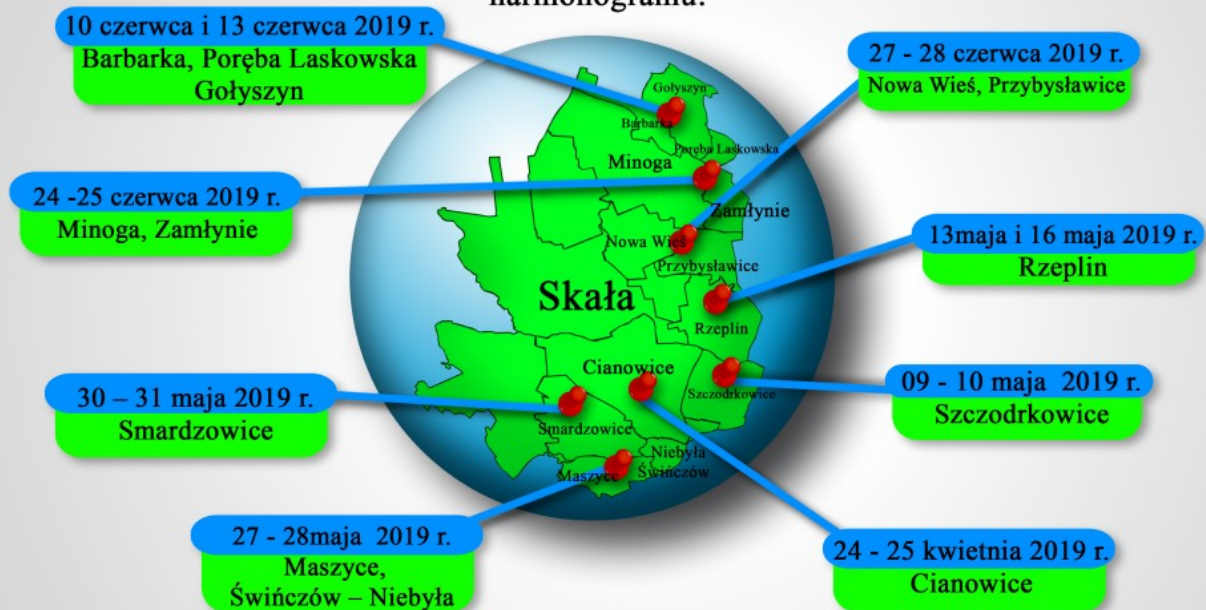 harmonogramu:
10 czerwca i 13 czerwca 2019 r.
Barbarka, Poręba Laskowska
Gołyszyn
27 - 28 czerwca 2019 r.
Nowa Wieś, Przybysławice
24 -25 czerwca 2019 r.
Minoga, Zamłynie
13maja i 16 maja 2019 r.
Rzeplin
30 – 31 maja 2019 r.
Smardzowice
09 - 10 maja 2019 r.
Szczodrkowice
27 - 28maja 2019 r.
Maszyce,
Świńczów – Niebyła
24 - 25 kwietnia 2019 r.
Cianowice
Gołyszyn
Barbarka
Poręba Laskowska
Minoga
Zamłynie
Nowa Wieś
Przybysławice
Skała
Rzeplin
Cianowice
Szczodrkowice
Smardzowice
Niebyła
Maszyce
Świńczów